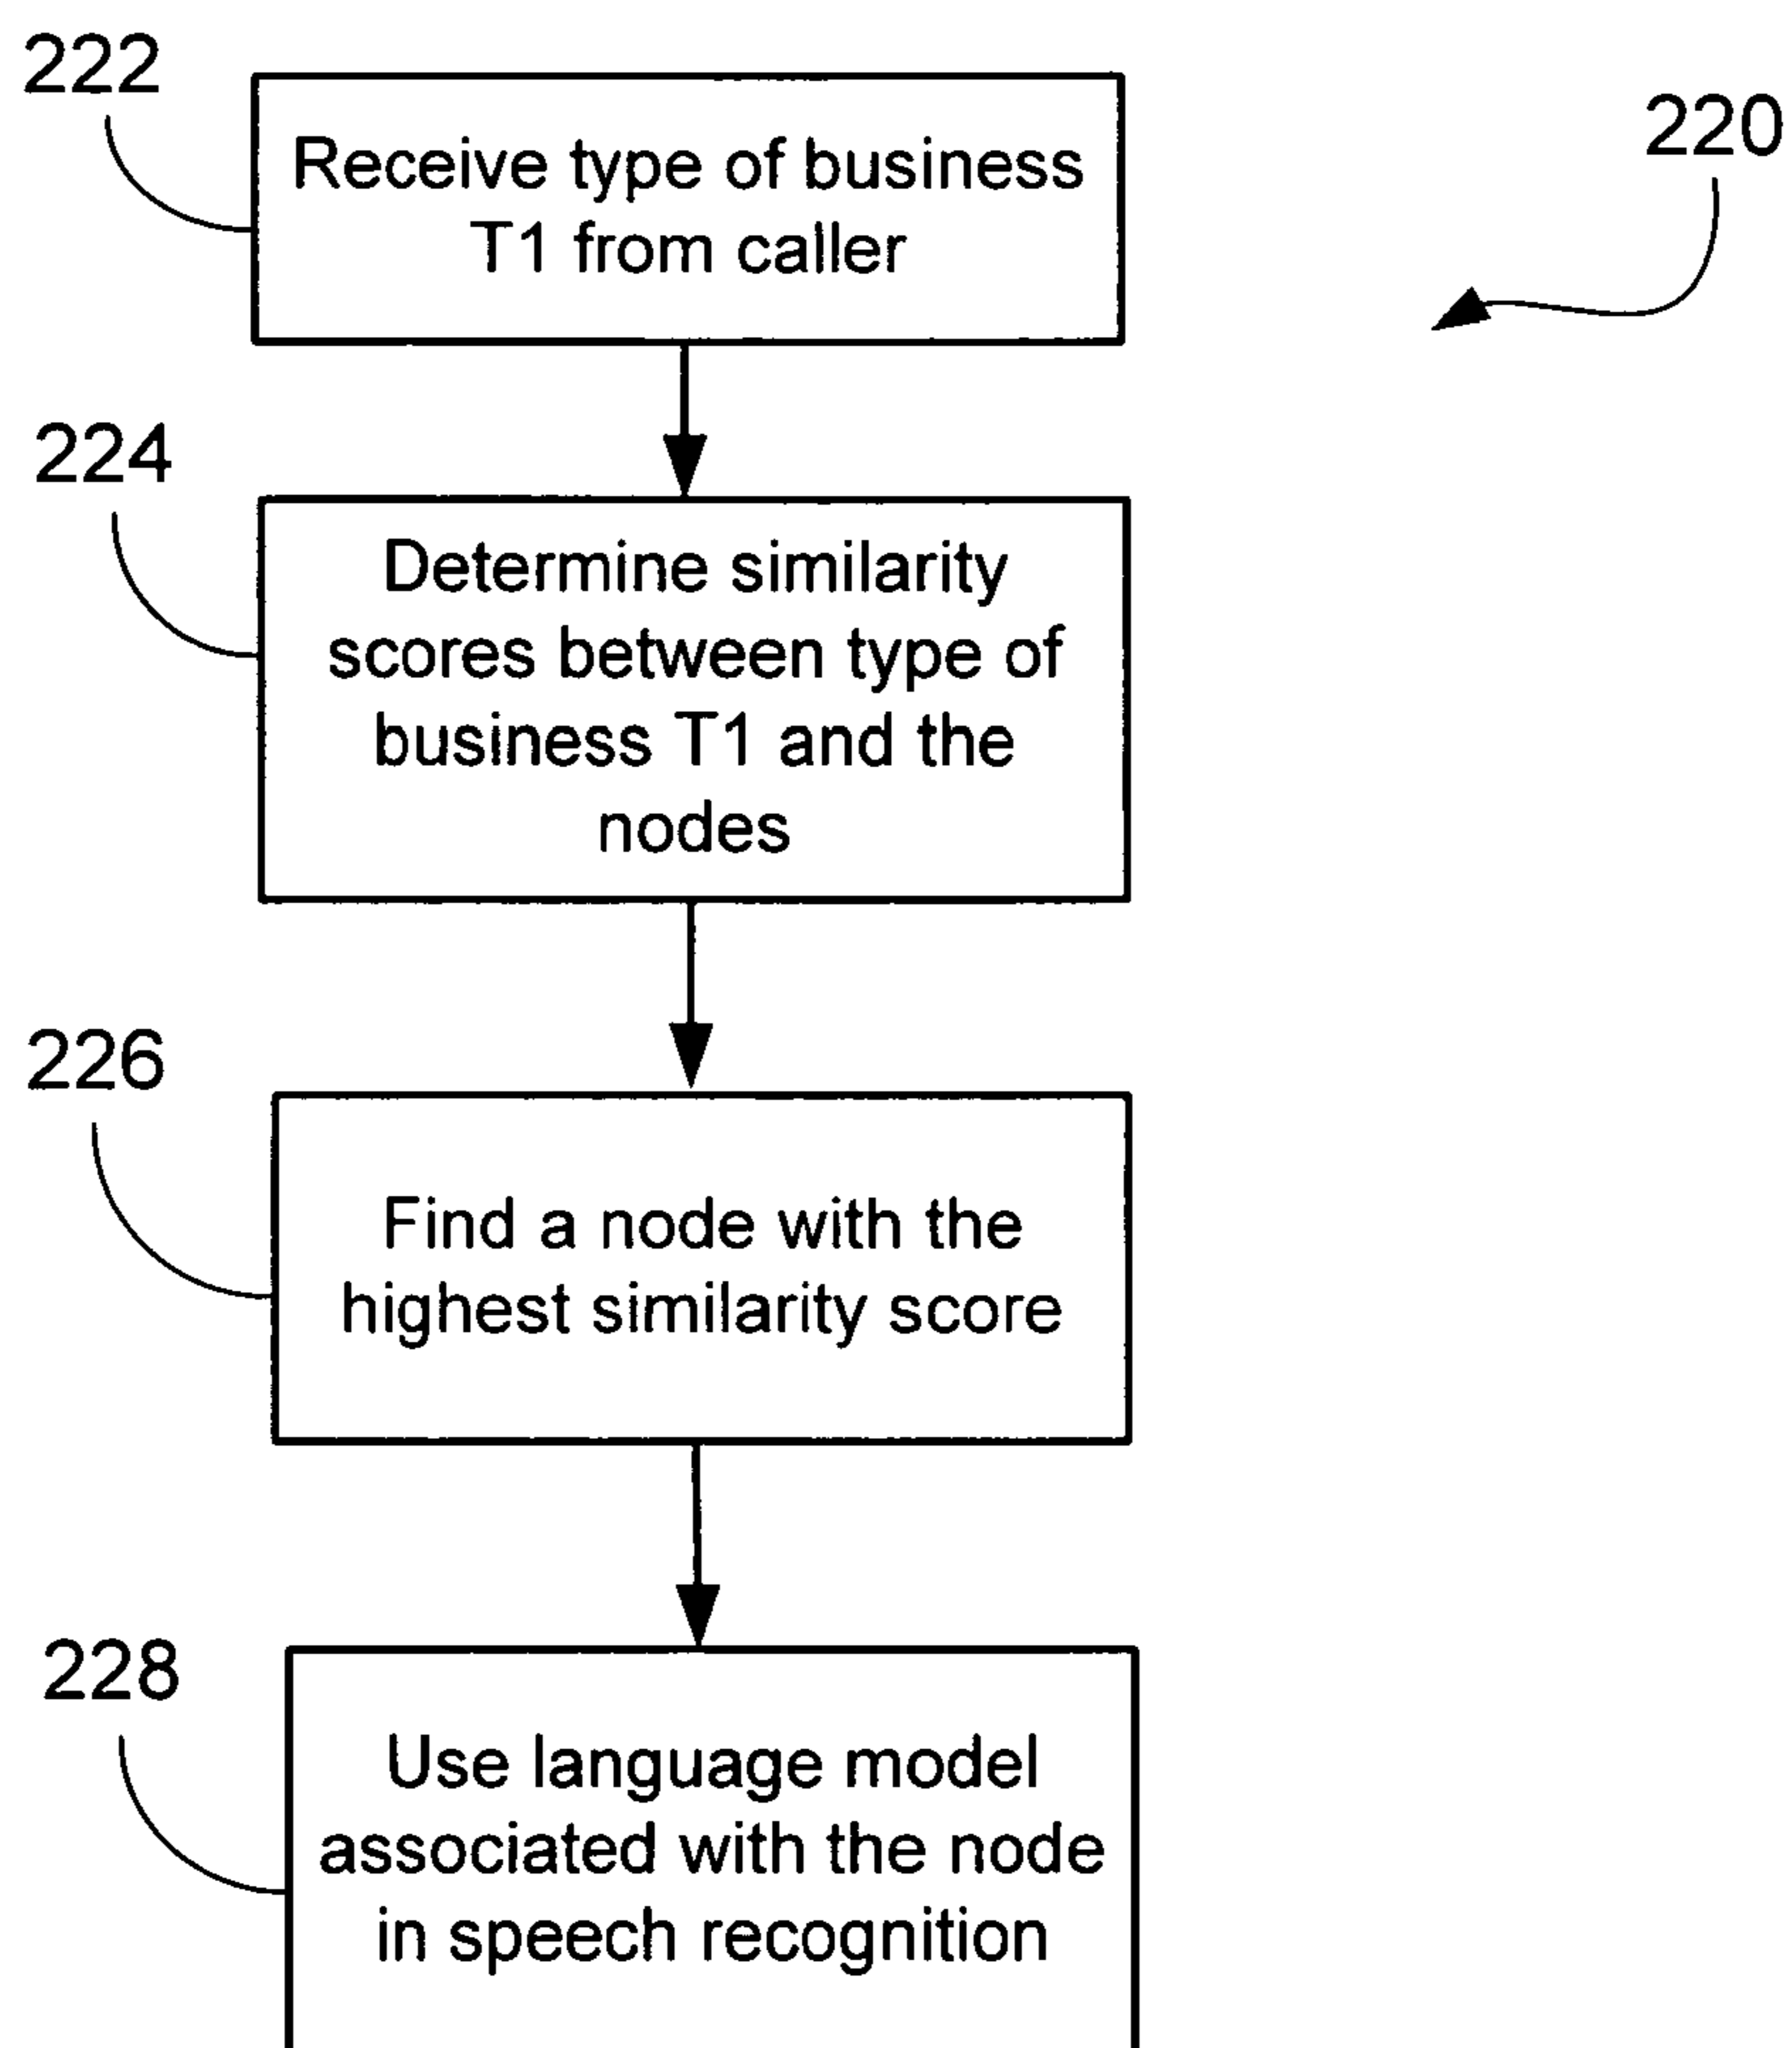 222
220
Receive type of business
T1 from caller
224
Determine similarity
scores between type of
business T1 and the
nodes
226
Find a node with the
highest similarity score
228
Use language model
associated with the node
in speech recognition